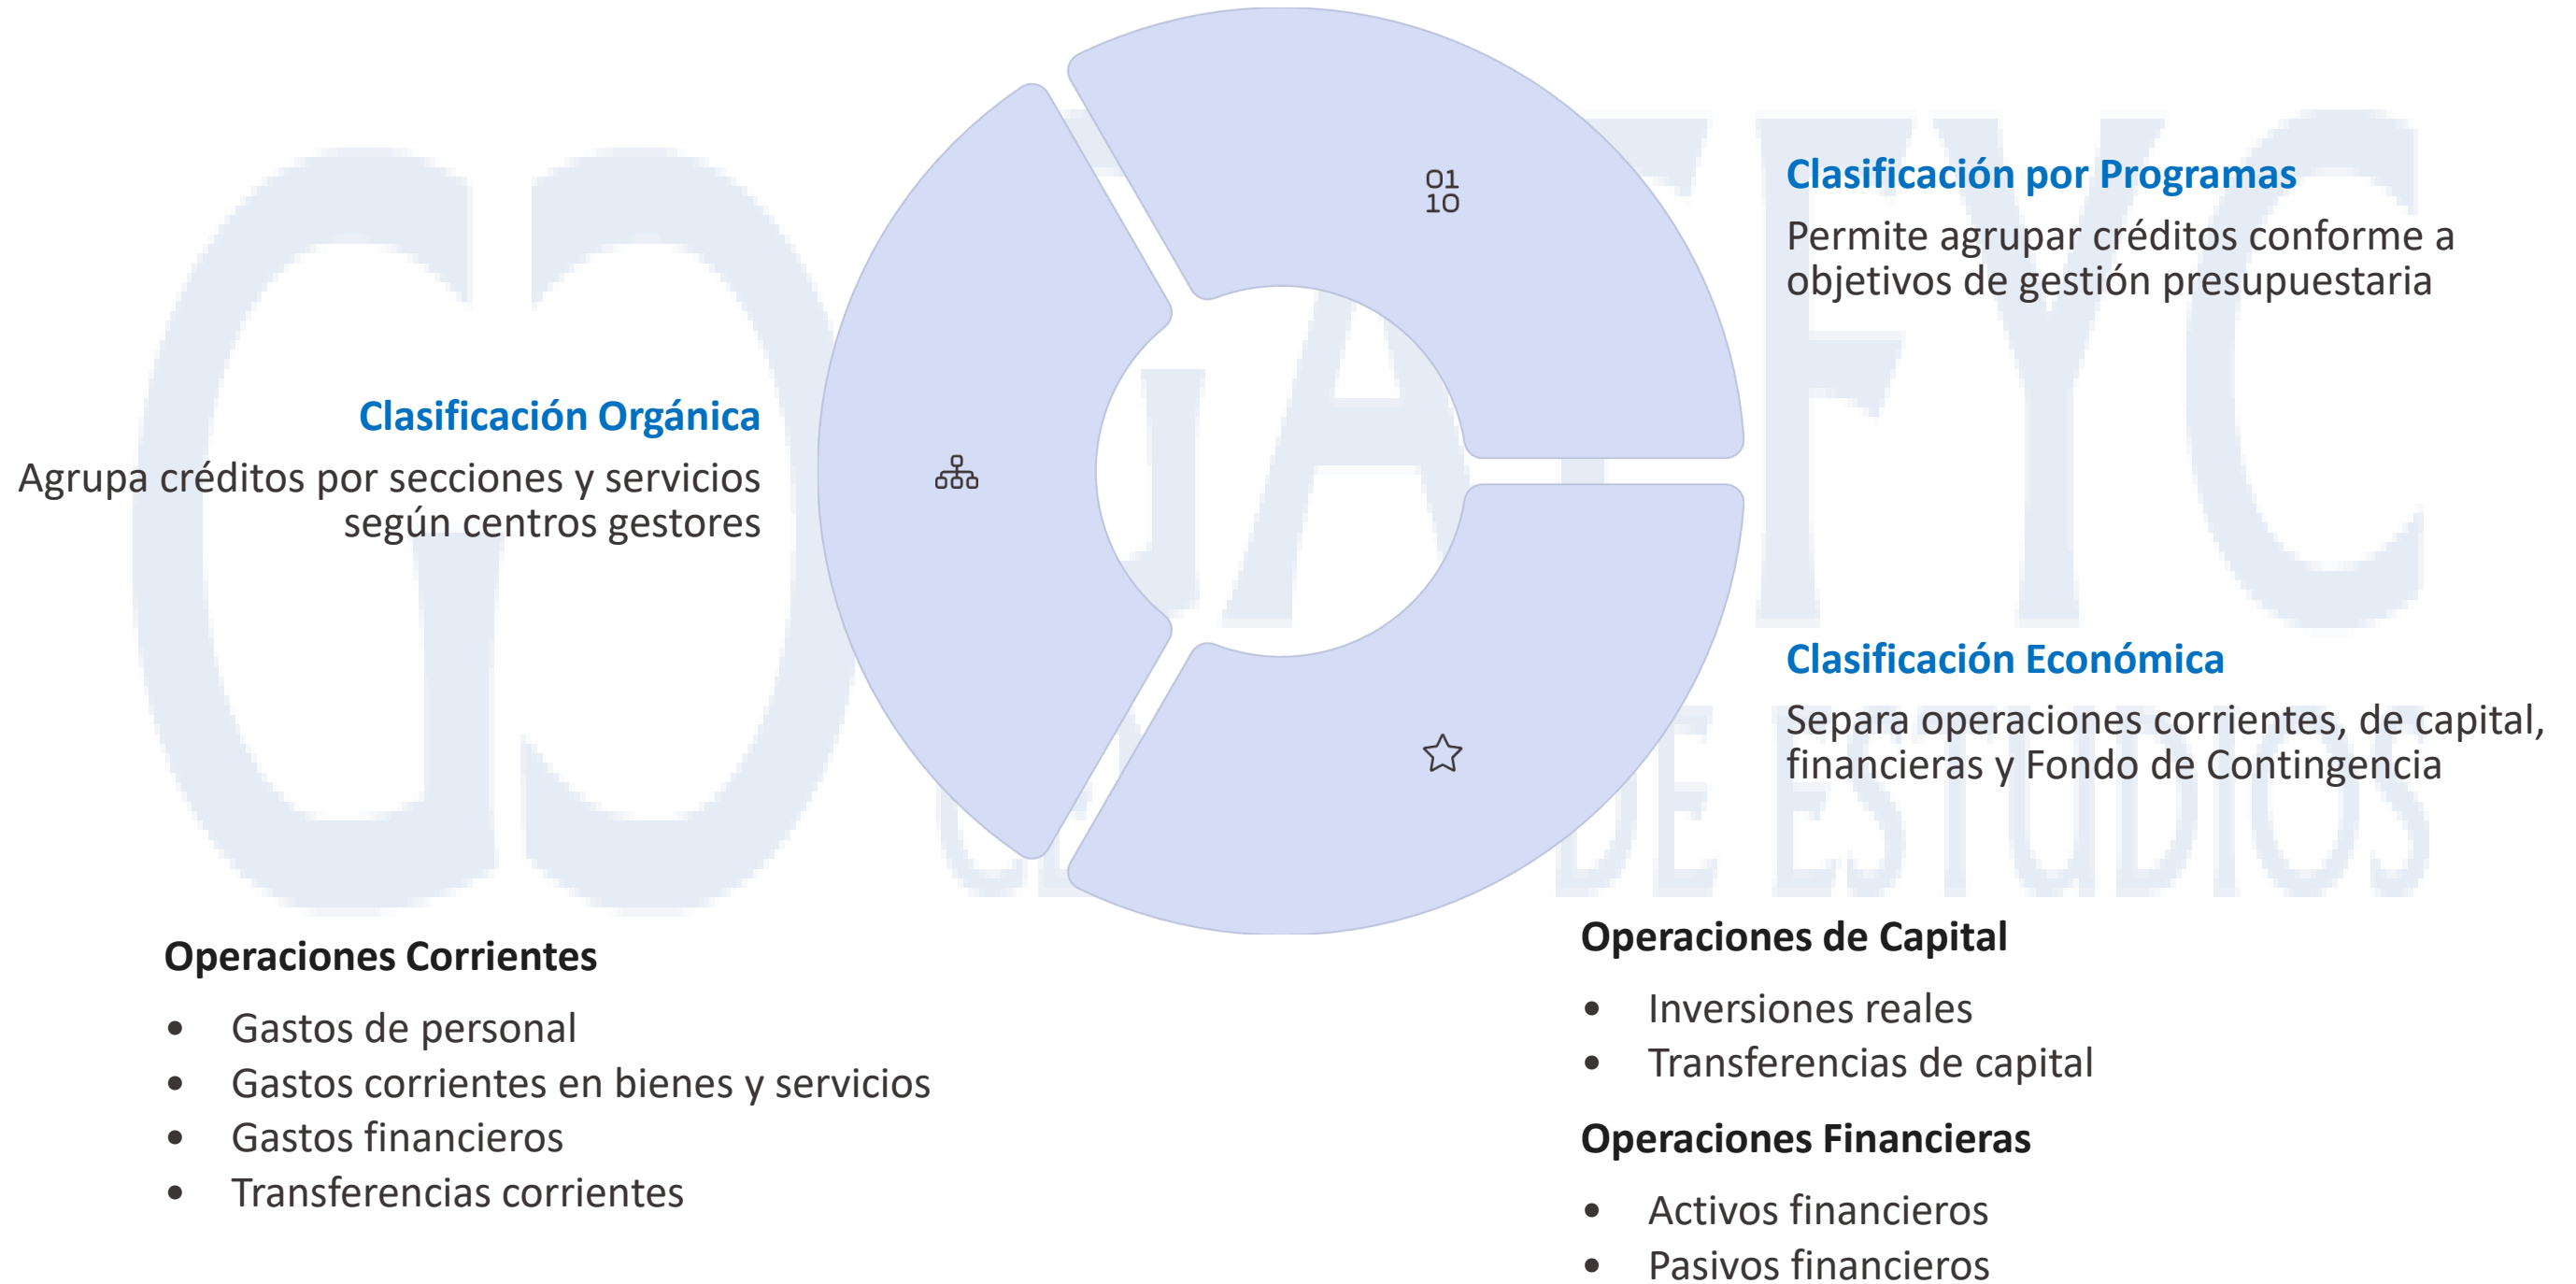 01
10
Clasificación por Programas
Permite agrupar créditos conforme a
objetivos de gestión presupuestaria
Clasificación Orgánica
Agrupa créditos por secciones y servicios
según centros gestores
Clasificación Económica
Separa operaciones corrientes, de capital,
financieras y Fondo de Contingencia
DE ESTUDIOS
Operaciones Corrientes
• Gastos de personal
• Gastos corrientes en bienes y servicios
• Gastos financieros
• Transferencias corrientes
Operaciones de Capital
• Inversiones reales
• Transferencias de capital
Operaciones Financieras
• Activos financieros
• Pasivos financieros